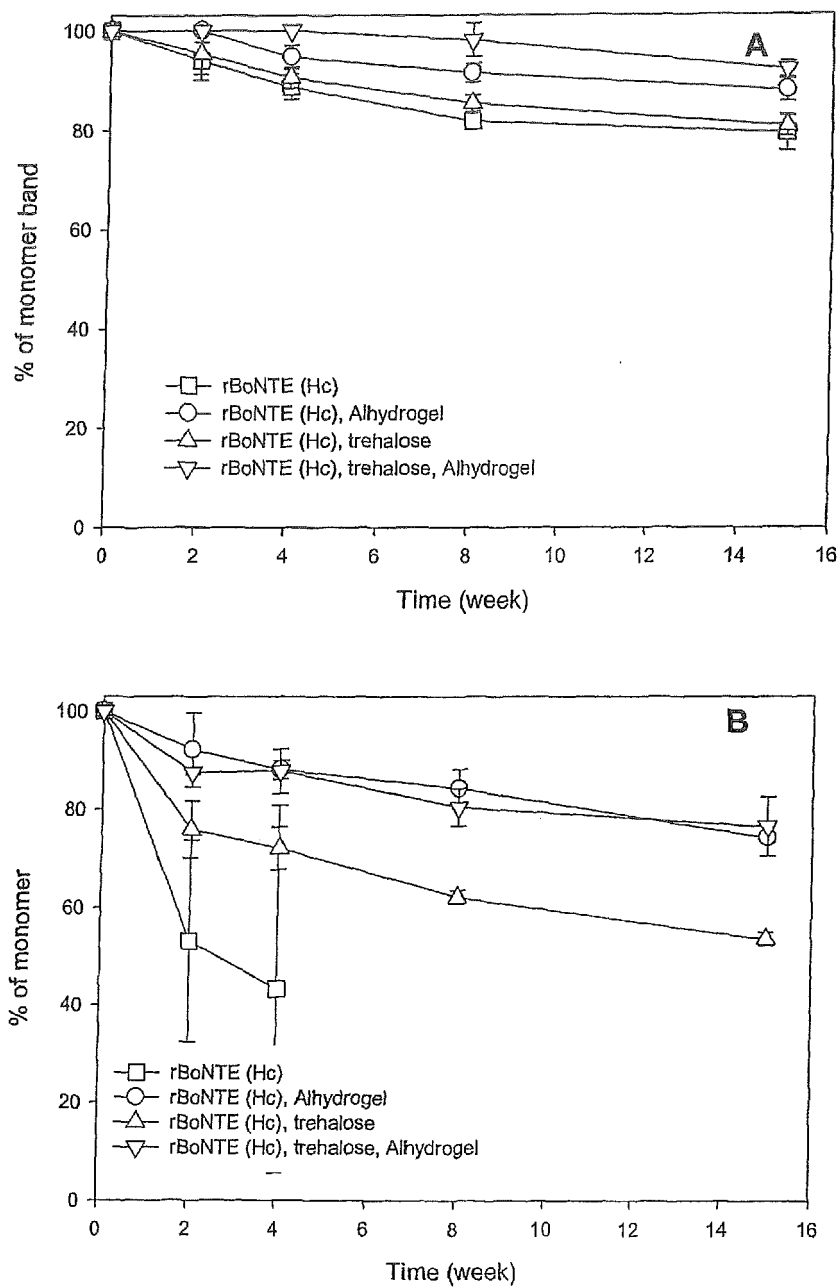 A
100
80
60
40
20
0
% of monomer band
rBoNTE (Hc)
rBoNTE (Hc), Alhydrogel
rBoNTE (Hc), trehalose
rBoNTE (Hc), trehalose, Alhydrogel
0 2 4 6 8 10 12 14 16
Time (week)
B
100
80
60
40
20
0
% of monomer
rBoNTE (Hc)
rBoNTE (Hc), Alhydrogel
rBoNTE (Hc), trehalose
rBoNTE (Hc), trehalose, Alhydrogel
0 2 4 6 8 10 12 14 16
Time (week)